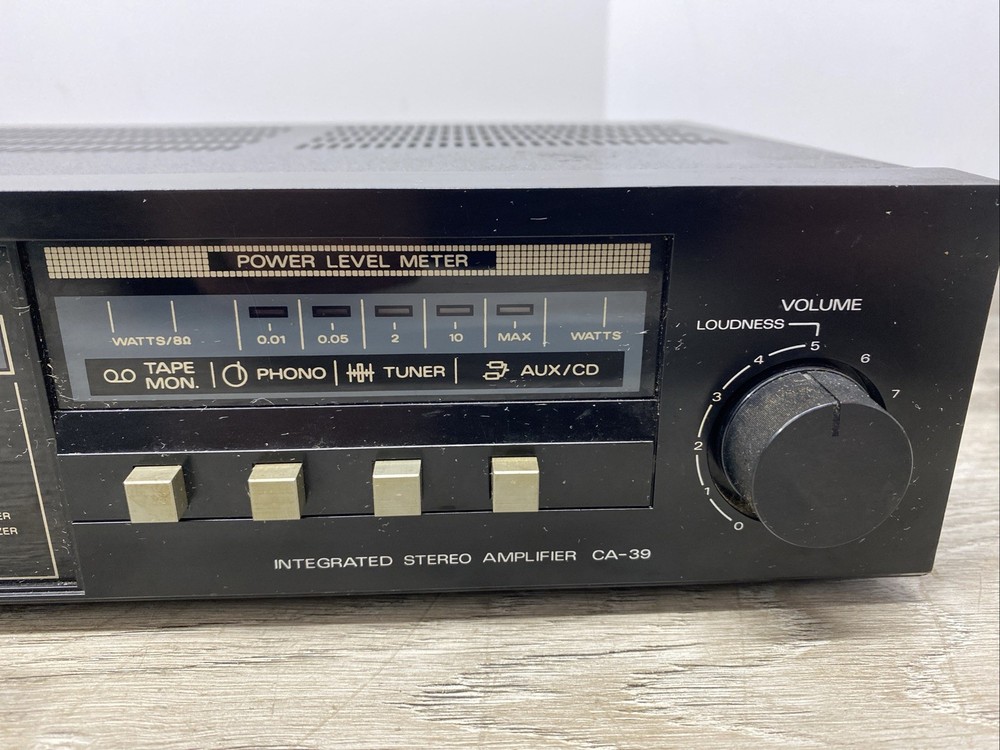 POWER LEVEL METER
WATTS/8Ω 0.01 0.05 2 10 MAX WATTS
TAPE MON. PHONO TUNER AUX/CD
VOLUME
LOUDNESS
0 1 2 3 4 5 6 7
INTEGRATED STEREO AMPLIFIER CA-39